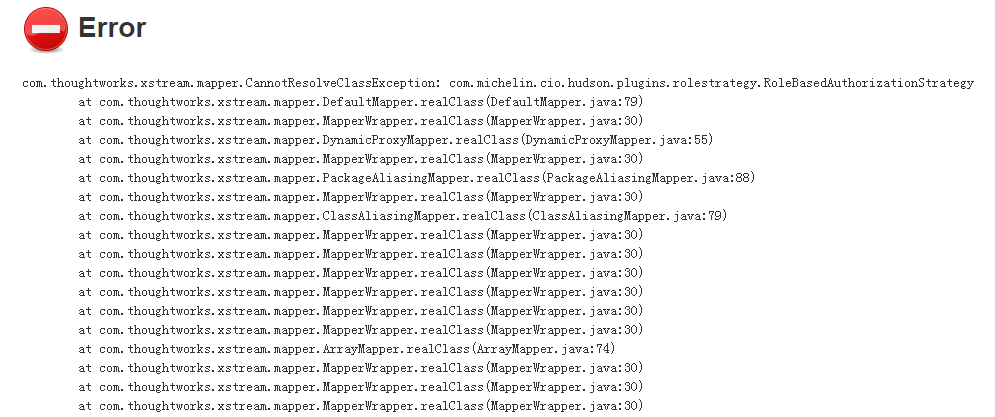 Error
com.thoughtworks.xstream.mapper.CannotResolveClassException: com.michelin.cio.hudson.plugins.rolestrategy.RoleBasedAuthorizationStrategy
at com.thoughtworks.xstream.mapper.DefaultMapper.realClass(DefaultMapper.java:79)
at com.thoughtworks.xstream.mapper.MapperWrapper.realClass(MapperWrapper.java:30)
at com.thoughtworks.xstream.mapper.DynamicProxyMapper.realClass(DynamicProxyMapper.java:55)
at com.thoughtworks.xstream.mapper.MapperWrapper.realClass(MapperWrapper.java:30)
at com.thoughtworks.xstream.mapper.PackageAliasingMapper.realClass(PackageAliasingMapper.java:88)
at com.thoughtworks.xstream.mapper.MapperWrapper.realClass(MapperWrapper.java:30)
at com.thoughtworks.xstream.mapper.ClassAliasingMapper.realClass(ClassAliasingMapper.java:79)
at com.thoughtworks.xstream.mapper.MapperWrapper.realClass(MapperWrapper.java:30)
at com.thoughtworks.xstream.mapper.MapperWrapper.realClass(MapperWrapper.java:30)
at com.thoughtworks.xstream.mapper.MapperWrapper.realClass(MapperWrapper.java:30)
at com.thoughtworks.xstream.mapper.MapperWrapper.realClass(MapperWrapper.java:30)
at com.thoughtworks.xstream.mapper.MapperWrapper.realClass(MapperWrapper.java:30)
at com.thoughtworks.xstream.mapper.MapperWrapper.realClass(MapperWrapper.java:30)
at com.thoughtworks.xstream.mapper.ArrayMapper.realClass(ArrayMapper.java:74)
at com.thoughtworks.xstream.mapper.MapperWrapper.realClass(MapperWrapper.java:30)
at com.thoughtworks.xstream.mapper.MapperWrapper.realClass(MapperWrapper.java:30)
at com.thoughtworks.xstream.mapper.MapperWrapper.realClass(MapperWrapper.java:30)